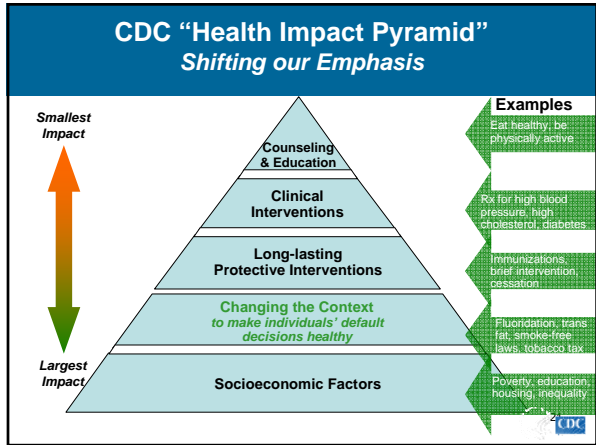 CDC “Health Impact Pyramid”
Shifting our Emphasis
Smallest
Impact
Examples
Counseling
& Education
Eat healthy, be
physically active
Clinical
Interventions
Rx for high blood
pressure, high
cholesterol, diabetes
Long-lasting
Protective Interventions
Immunizations,
brief intervention,
cessation
Changing the Context
to make individuals’ default
decisions healthy
Fluoridation, trans
fat, smoke-free
laws, tobacco tax
Largest
Impact
Socioeconomic Factors
Poverty, education,
housing, inequality
CDC